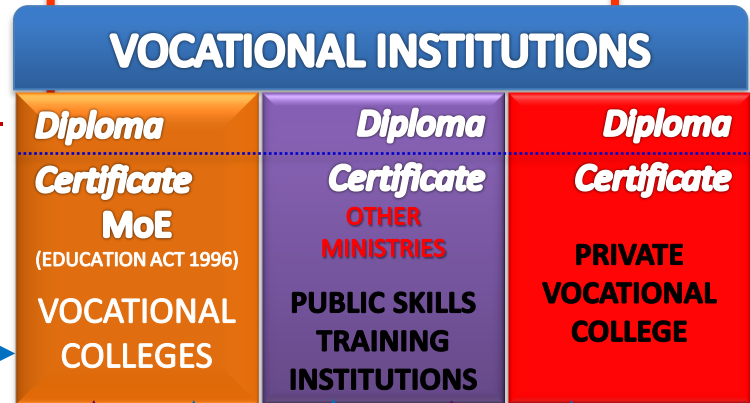 VOCATIONAL INSTITUTIONS
Diploma
Certificate
MoE
(EDUCATION ACT 1996)
VOCATIONAL
COLLEGES
Diploma
Certificate
OTHER
MINISTRIES
PUBLIC SKILLS
TRAINING
INSTITUTIONS
Diploma
Certificate
PRIVATE
VOCATIONAL
COLLEGE